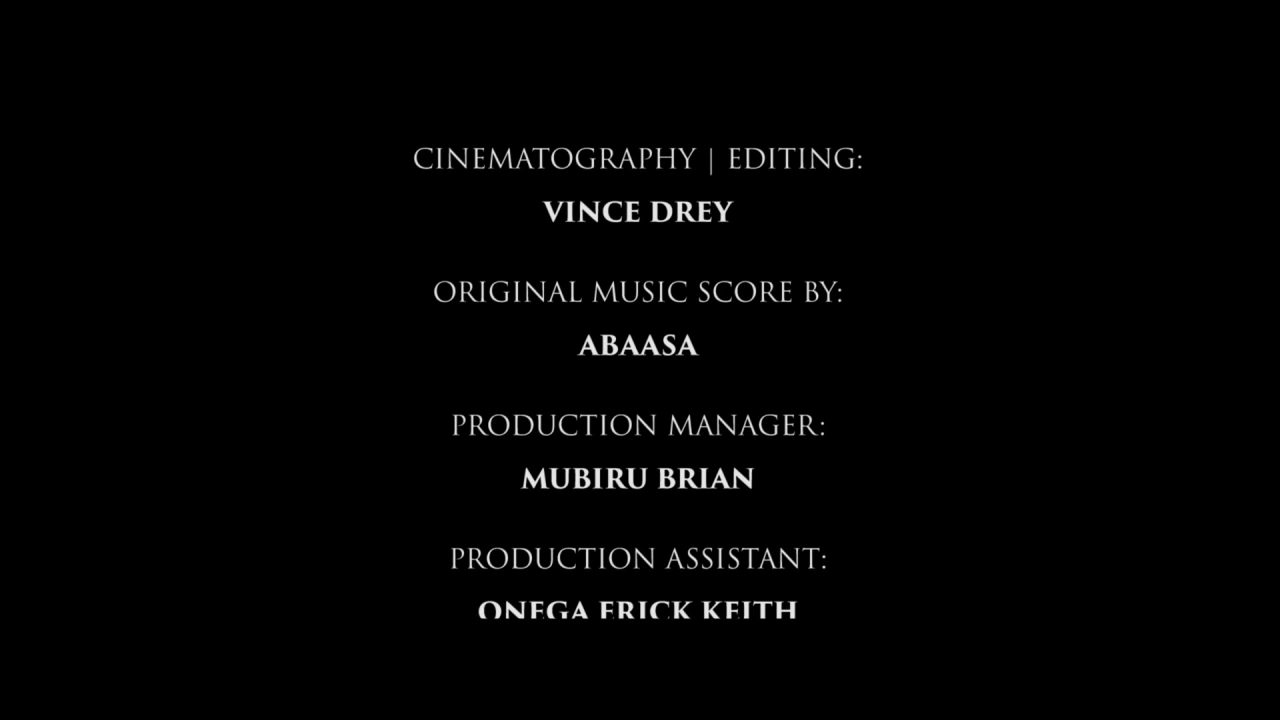 CINEMATOGRAPHY | EDITING:
VINCE DREY
ORIGINAL MUSIC SCORE BY:
ABAASA
PRODUCTION MANAGER:
MUBIRU BRIAN
PRODUCTION ASSISTANT:
ONEGA ERICK KEITH